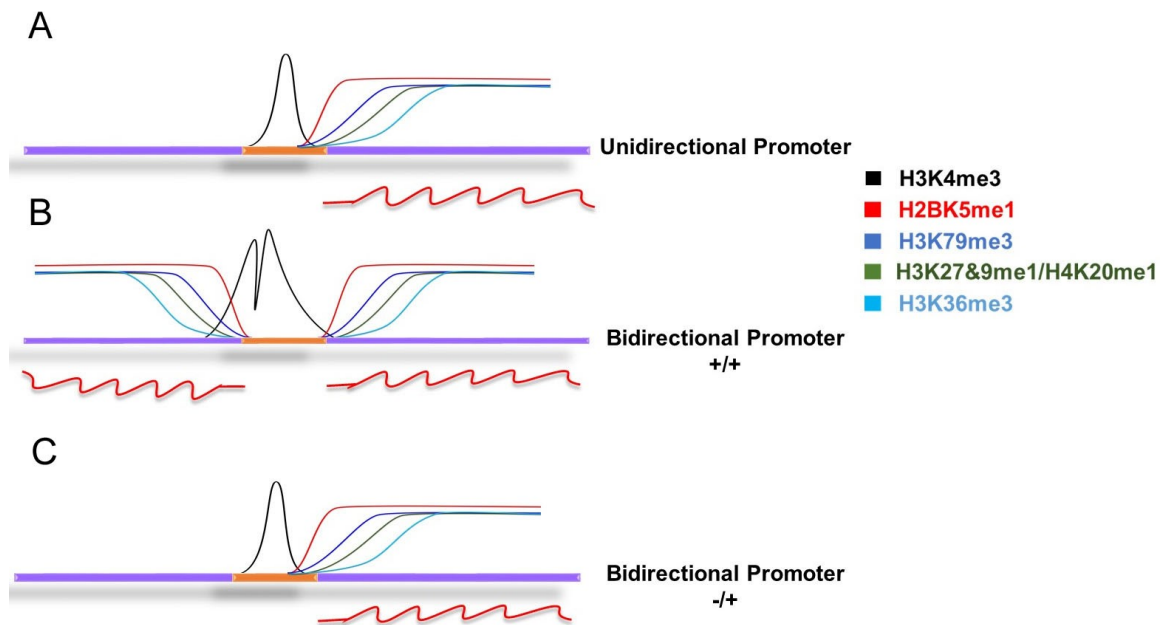 A
Unidirectional Promoter
H3K4me3
H2BK5me1
H3K79me3
H3K27&9me1/H4K20me1
H3K36me3
B
Bidirectional Promoter
+/+
C
Bidirectional Promoter
-/+